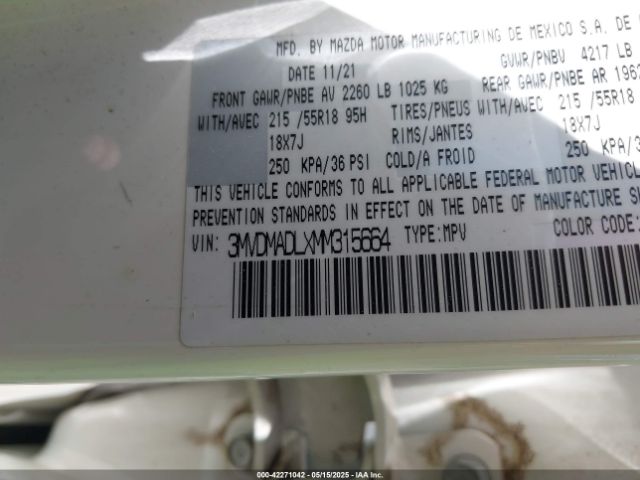 MFD. BY MAZDA MOTOR MANUFACTURING DE MEXICO S.A. DE
DATE 11/21 GVWR/PNBV 4217 LB
FRONT GAWR/PNBE AV 2260 LB 1025 KG REAR GAWR/PNBE AR 196
WITH/AVEC 215 /55R18 95H TIRES/PNEUS WITH/AVEC 215 /55R18
18X7J RIMS/JANTES 18X7J
250 KPA/36 PSI COLD/A FROID 250 KPA/3
THIS VEHICLE CONFORMS TO ALL APPLICABLE FEDERAL MOTOR VEHICL
PREVENTION STANDARDS IN EFFECT ON THE DATE OF MANUFACTURE S
VIN: 3MVDMADLXMM315664 TYPE: MPV COLOR CODE:
000-42271042 - 05/15/2025 - IAAI.COM